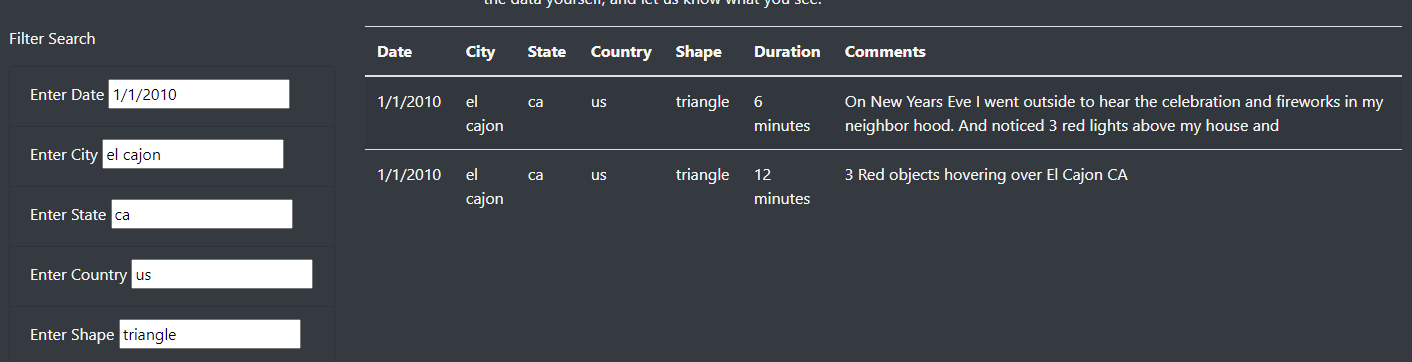 the data yourself, and let us know what you see.
Filter Search
Enter Date 1/1/2010
Enter City el cajon
Enter State ca
Enter Country us
Enter Shape triangle
Date City State Country Shape Duration Comments
1/1/2010 el ca us triangle 6 On New Years Eve I went outside to hear the celebration and fireworks in my
cajon minutes neighbor hood. And noticed 3 red lights above my house and
1/1/2010 el ca us triangle 12 3 Red objects hovering over El Cajon CA
cajon minutes